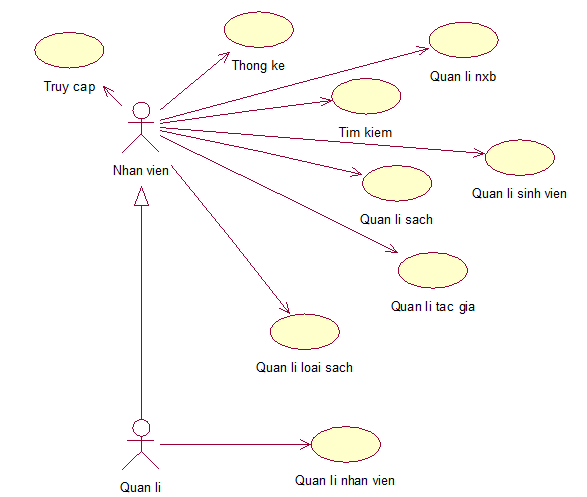 Thong ke
Quan li nxb
Truy cap
Tim kiem
Nhan vien
Quan li sinh vien
Quan li sach
Quan li tac gia
Quan li loai sach
Quan li nhan vien
Quan li